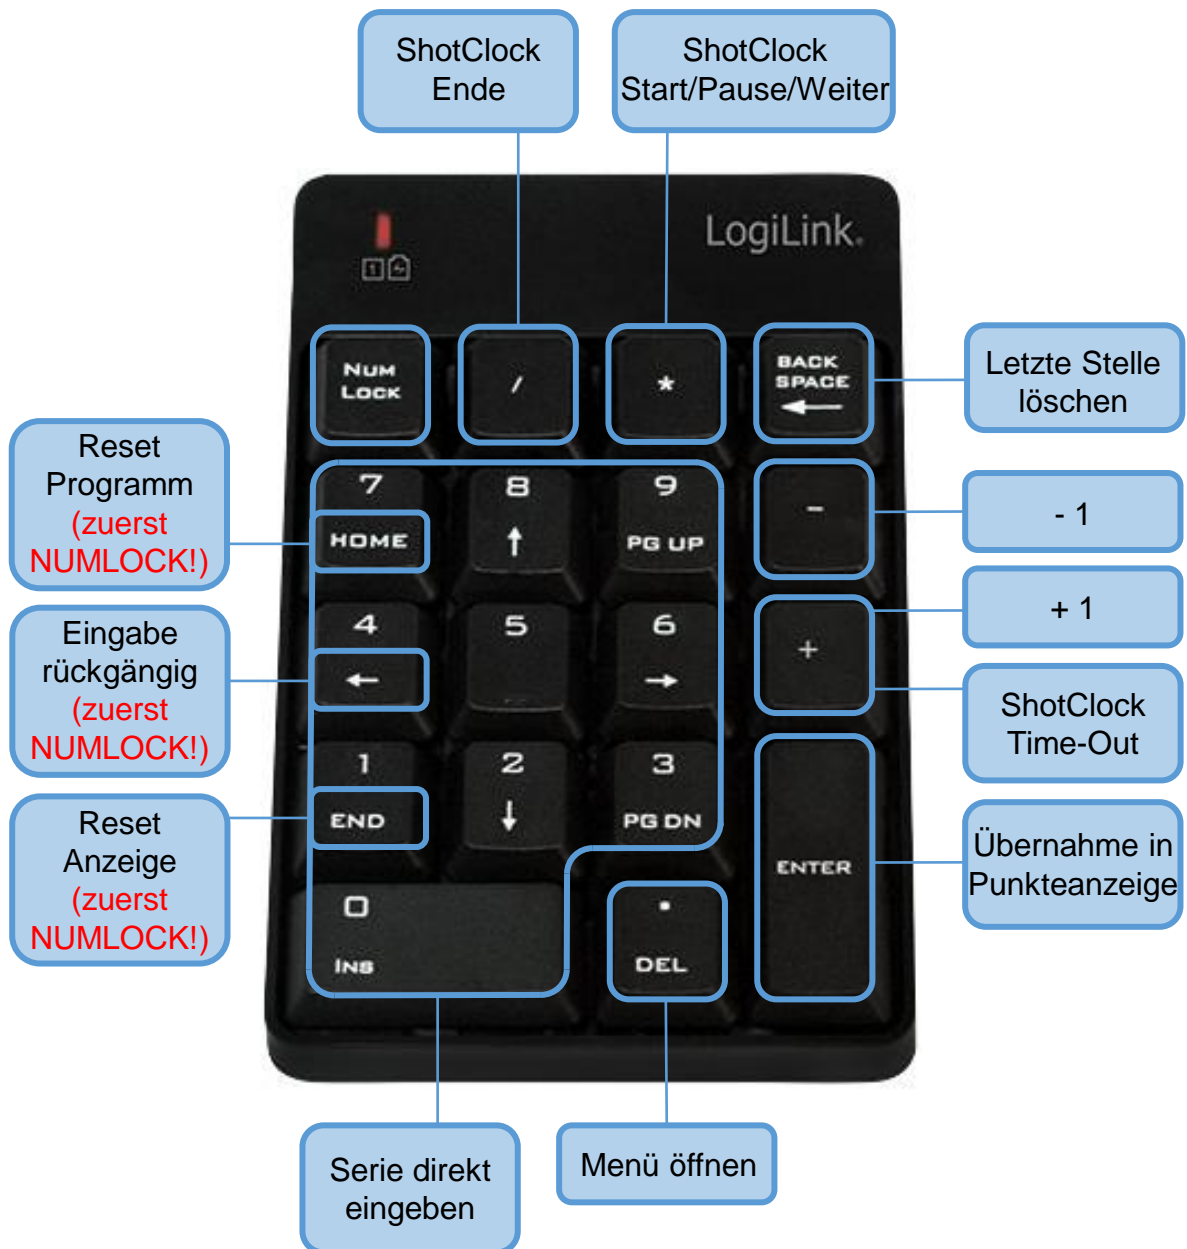 ShotClock
Ende
ShotClock
Start/Pause/Weiter
LogiLink.
1
NUM
LOCK
/
*
BACK
SPACE
Letzte Stelle
löschen
Reset
Programm
(zuerst
NUMLOCK!)
7
HOME
8
↑
9
PG UP
-
- 1
+ 1
Eingabe
rückgängig
(zuerst
NUMLOCK!)
4
←
5
6
→
+
ShotClock
Time-Out
Reset
Anzeige
(zuerst
NUMLOCK!)
1
END
2
↓
3
PG DN
ENTER
Übernahme in
Punkteanzeige
0
INS
.
DEL
Serie direkt
eingeben
Menü öffnen